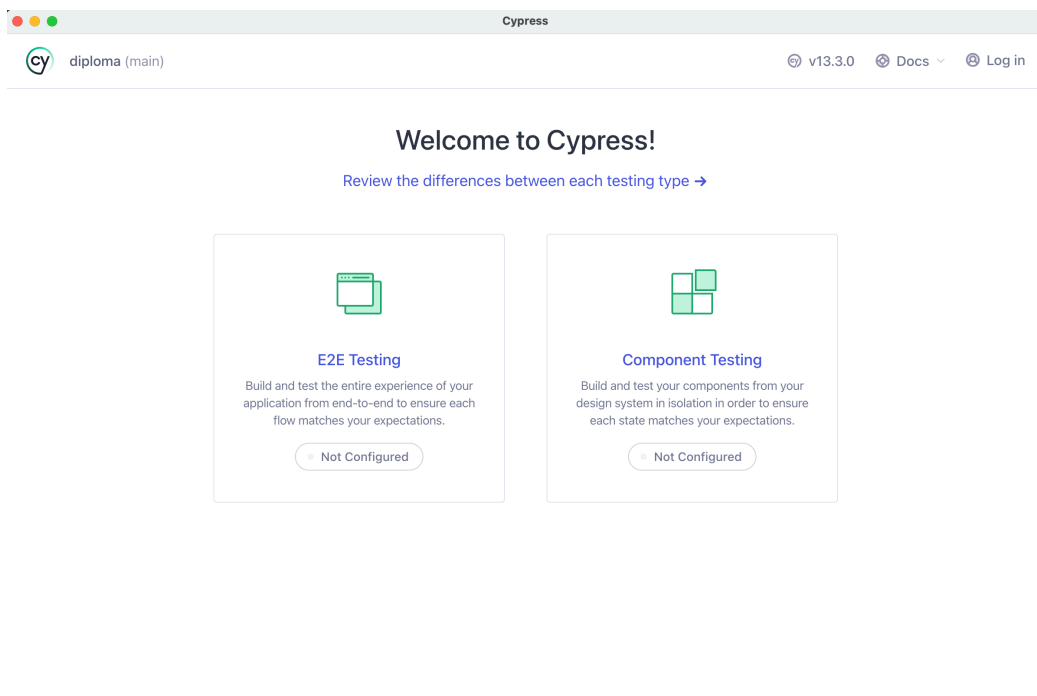 Cypress
cy diploma (main)
cy v13.3.0 Docs Log in
Welcome to Cypress!
Review the differences between each testing type →
E2E Testing
Build and test the entire experience of your
application from end-to-end to ensure each
flow matches your expectations.
Not Configured
Component Testing
Build and test your components from your
design system in isolation in order to ensure
each state matches your expectations.
Not Configured